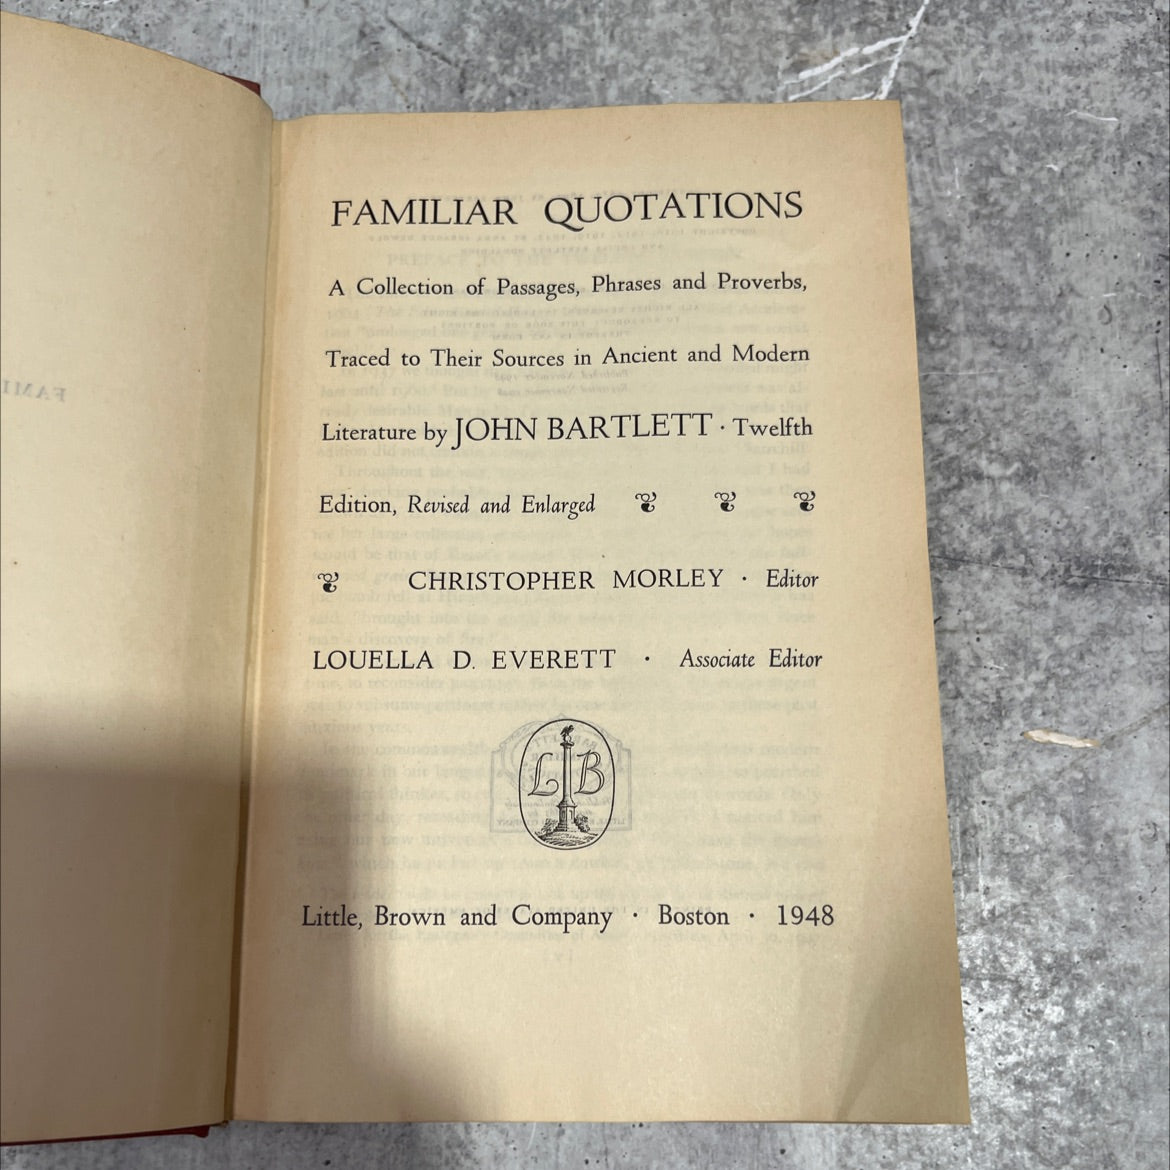 FAMILIAR QUOTATIONS
A Collection of Passages, Phrases and Proverbs,
Traced to Their Sources in Ancient and Modern
Literature by JOHN BARTLETT · Twelfth
Edition, Revised and Enlarged
CHRISTOPHER MORLEY · Editor
LOUELLA D. EVERETT · Associate Editor
L B
Little, Brown and Company · Boston · 1948